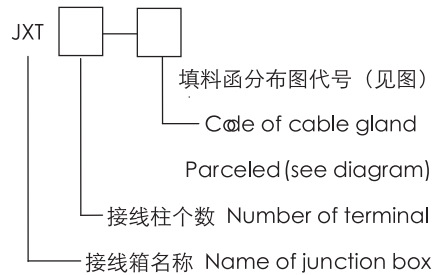 JXT
填料函分布图代号（见图）
Code of cable gland
Parceled (see diagram)
接线柱个数 Number of terminal
接线箱名称 Name of junction box